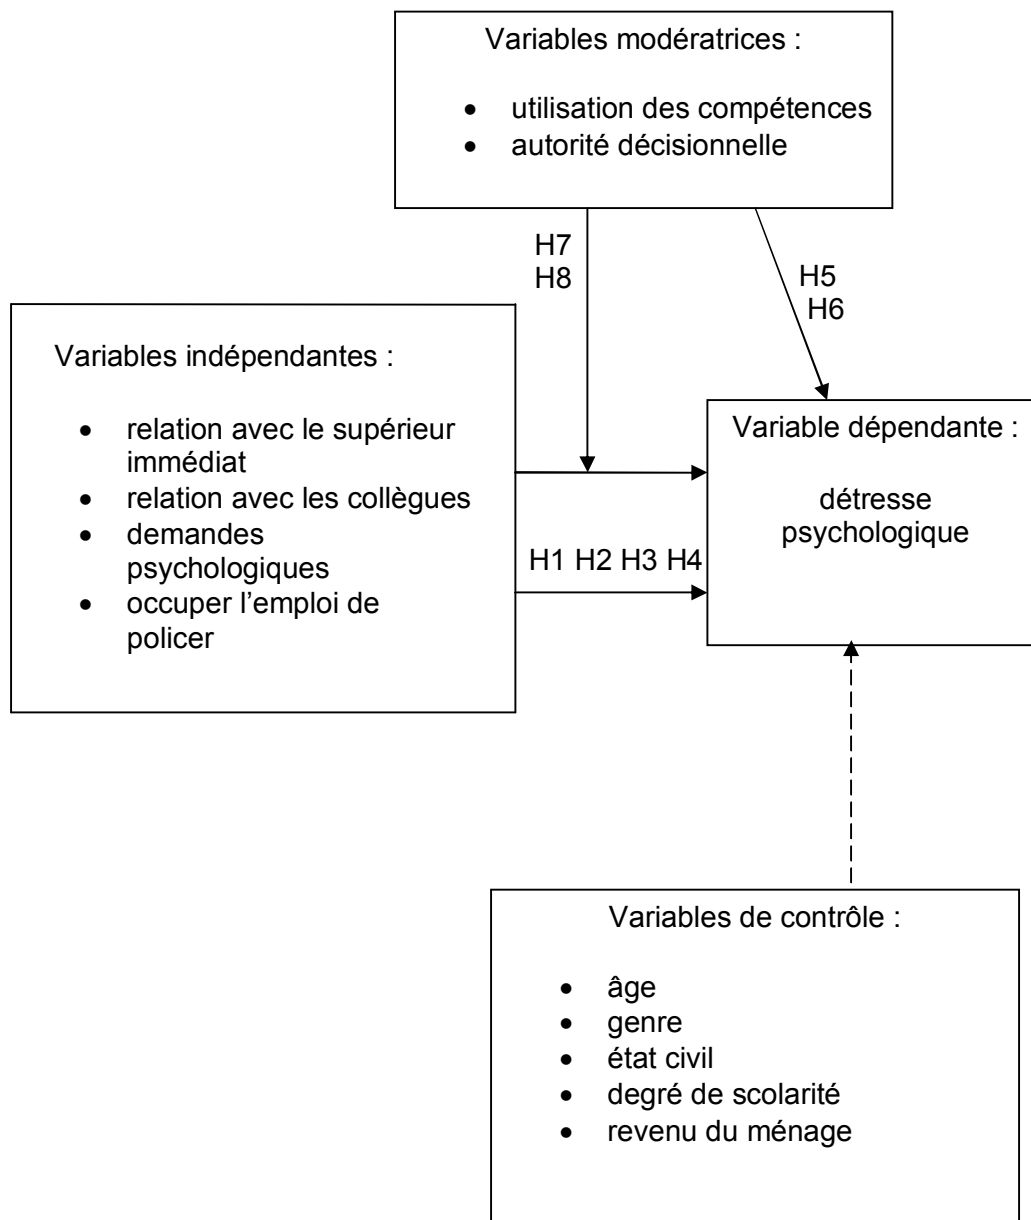 Variables modératrices :
• utilisation des compétences
• autorité décisionnelle
H7
H8
H5
H6
Variables indépendantes :
• relation avec le supérieur
immédiat
• relation avec les collègues
• demandes
psychologiques
• occuper l’emploi de
policer
H1 H2 H3 H4
Variable dépendante :
détresse
psychologique
Variables de contrôle :
• âge
• genre
• état civil
• degré de scolarité
• revenu du ménage